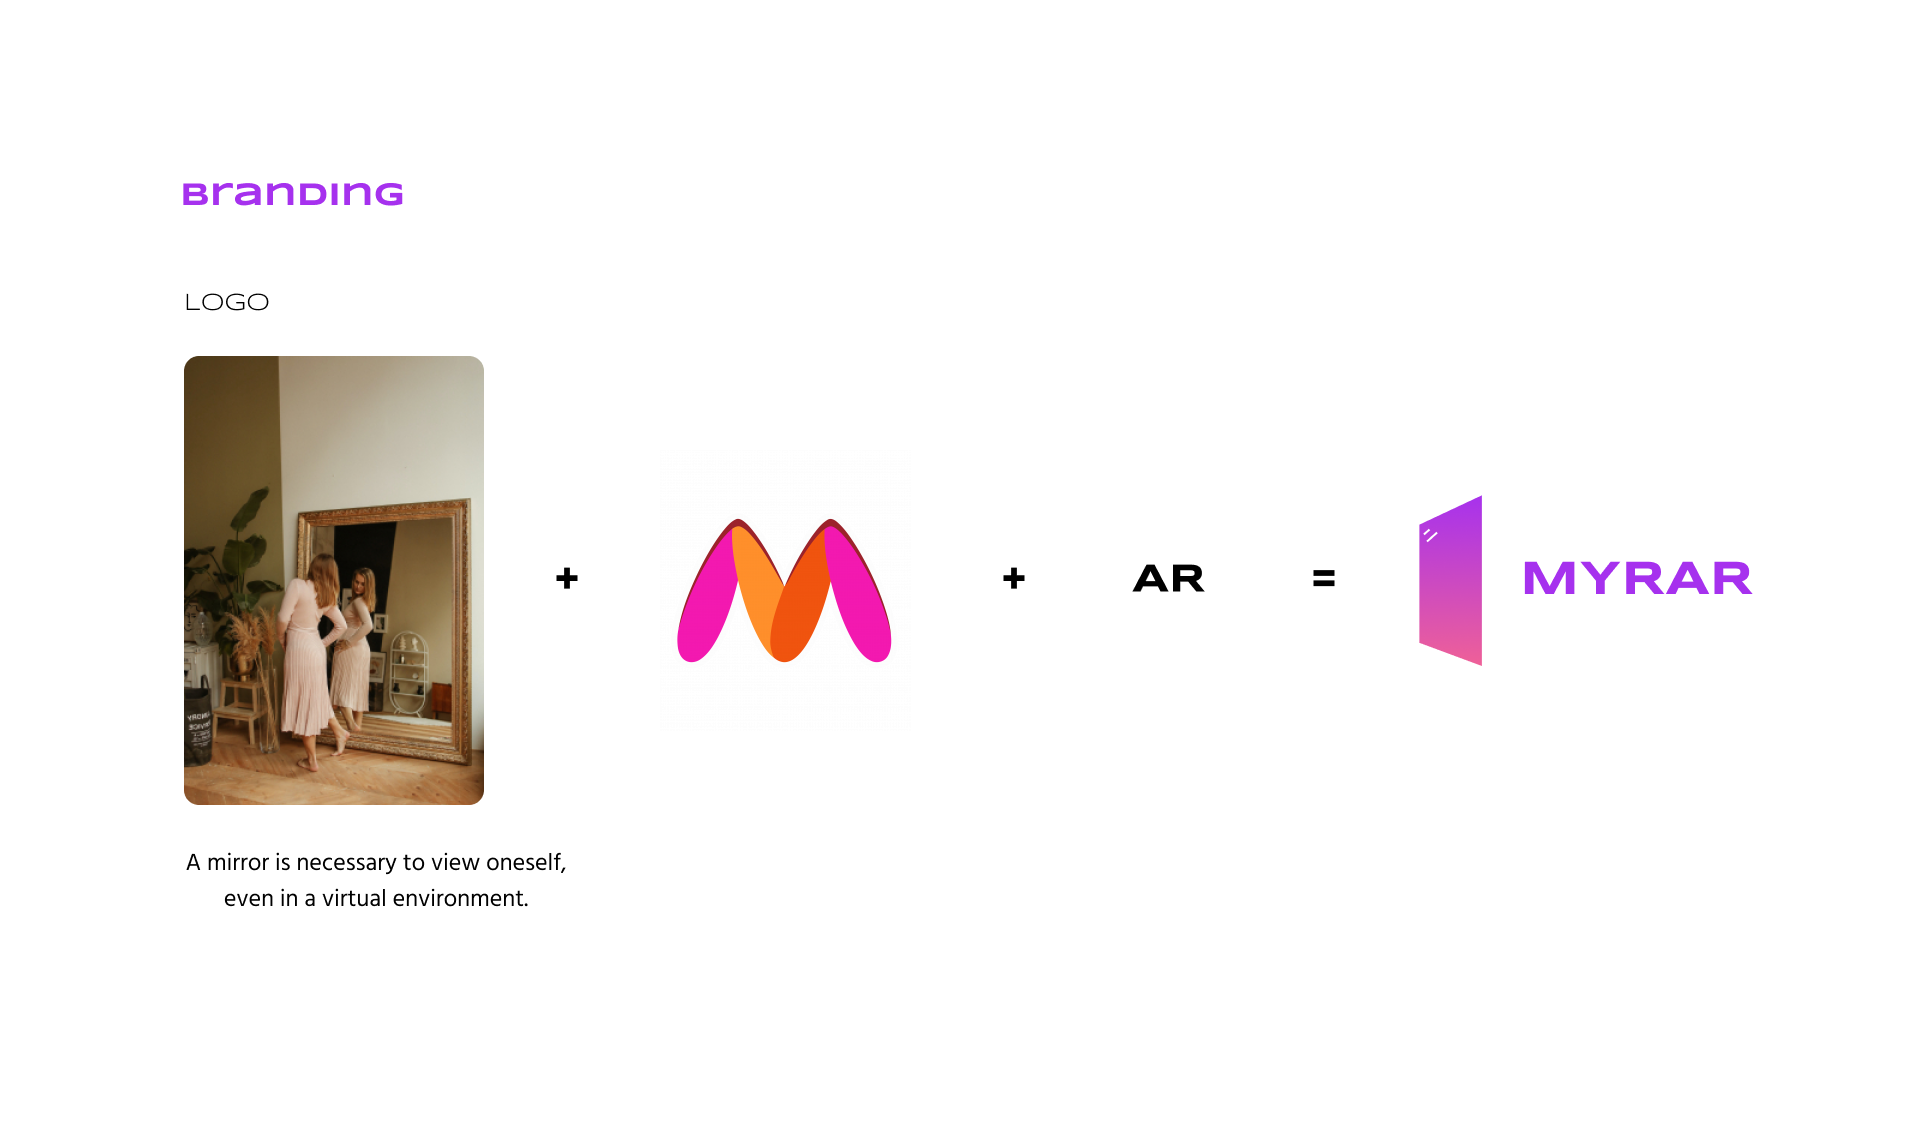 BranDInG
LOGO
+
+
AR
=
MYRAR
A mirror is necessary to view oneself,
even in a virtual environment.